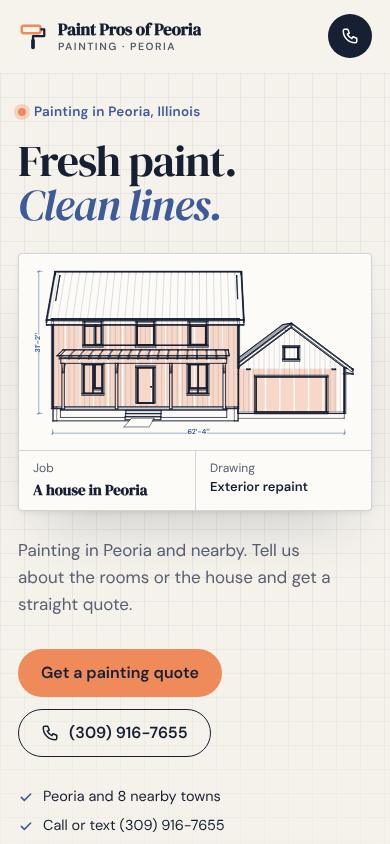 Paint Pros of Peoria
PAINTING · PEORIA
Painting in Peoria, Illinois
Fresh paint.
Clean lines.
31'-2"
62'-4"
Job
A house in Peoria
Drawing
Exterior repaint
Painting in Peoria and nearby. Tell us
about the rooms or the house and get a
straight quote.
Get a painting quote
(309) 916-7655
Peoria and 8 nearby towns
Call or text (309) 916-7655